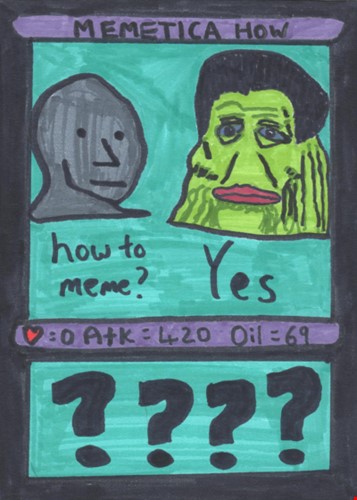 MEMETICA HOW
how to
meme?
Yes
♥=0 Atk=420 Oil=69
? ? ? ?